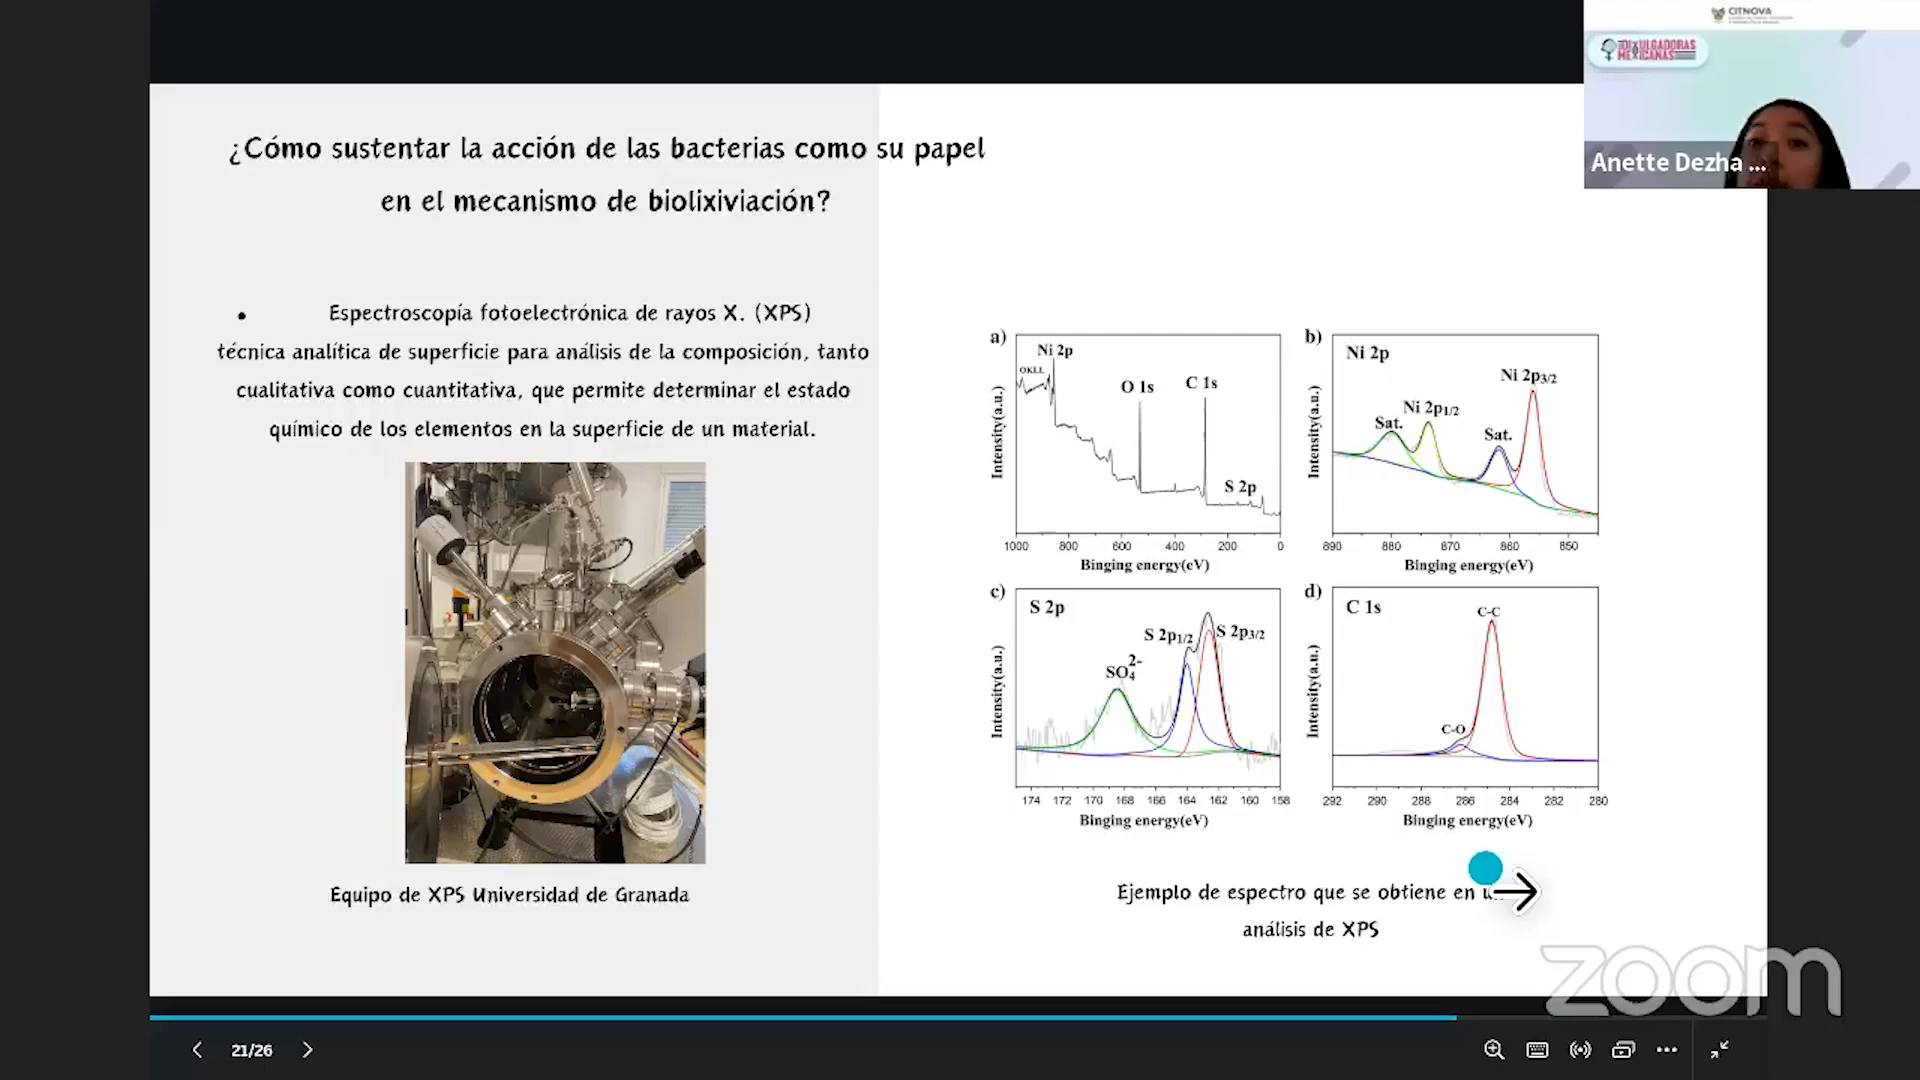 CITNOVA
DIVULGADORAS
MEXICANAS
Anette Dezha ...
¿Cómo sustentar la acción de las bacterias como su papel
en el mecanismo de biolixiviación?
• Espectroscopía fotoelectrónica de rayos X. (XPS)
técnica analítica de superficie para análisis de la composición, tanto
cualitativa como cuantitativa, que permite determinar el estado
químico de los elementos en la superficie de un material.
Equipo de XPS Universidad de Granada
a)
Ni 2p
OKLL
O 1s
C 1s
S 2p
Intensity(a.u.)
1000 800 600 400 200 0
Binging energy(eV)
b)
Ni 2p
Ni 2p3/2
Ni 2p1/2
Sat.
Sat.
Intensity(a.u.)
890 880 870 860 850
Binging energy(eV)
c)
S 2p
S 2p1/2
S 2p3/2
SO₄²⁻
Intensity(a.u.)
174 172 170 168 166 164 162 160 158
Binging energy(eV)
d)
C 1s
C-C
C-O
Intensity(a.u.)
292 290 288 286 284 282 280
Binging energy(eV)
Ejemplo de espectro que se obtiene en
análisis de XPS
zoom
21/26